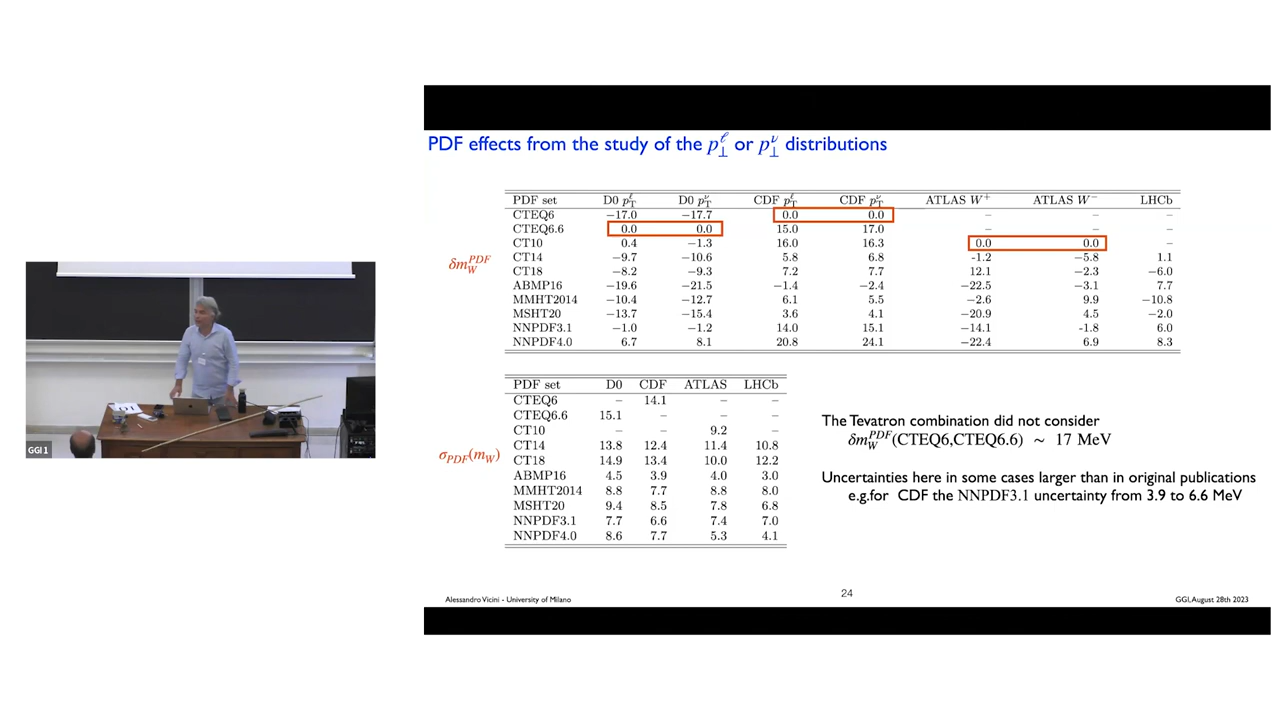 PDF effects from the study of the p⊥^ℓ or p⊥^ν distributions
PDF set D0 p_T^ℓ D0 p_T^ν CDF p_T^ℓ CDF p_T^ν ATLAS W⁺ ATLAS W⁻ LHCb
CTEQ6 −17.0 −17.7 0.0 0.0 – – –
CTEQ6.6 0.0 0.0 15.0 17.0 – – –
CT10 0.4 −1.3 16.0 16.3 0.0 0.0 –
CT14 −9.7 −10.6 5.8 6.8 -1.2 −5.8 1.1
δm_W^PDF
CT18 −8.2 −9.3 7.2 7.7 12.1 −2.3 −6.0
ABMP16 −19.6 −21.5 −1.4 −2.4 −22.5 −3.1 7.7
MMHT2014 −10.4 −12.7 6.1 5.5 −2.6 9.9 −10.8
MSHT20 −13.7 −15.4 3.6 4.1 −20.9 4.5 −2.0
NNPDF3.1 −1.0 −1.2 14.0 15.1 −14.1 -1.8 6.0
NNPDF4.0 6.7 8.1 20.8 24.1 −22.4 6.9 8.3
PDF set D0 CDF ATLAS LHCb
CTEQ6 – 14.1 – –
CTEQ6.6 15.1 – – –
CT10 – – 9.2 –
CT14 13.8 12.4 11.4 10.8
σ_PDF(m_W)
CT18 14.9 13.4 10.0 12.2
ABMP16 4.5 3.9 4.0 3.0
MMHT2014 8.8 7.7 8.8 8.0
MSHT20 9.4 8.5 7.8 6.8
NNPDF3.1 7.7 6.6 7.4 7.0
NNPDF4.0 8.6 7.7 5.3 4.1
The Tevatron combination did not consider
δm_W^PDF(CTEQ6,CTEQ6.6) ~ 17 MeV
Uncertainties here in some cases larger than in original publications
e.g.for CDF the NNPDF3.1 uncertainty from 3.9 to 6.6 MeV
GGI 1
Alessandro Vicini - University of Milano
24
GGI, August 28th 2023